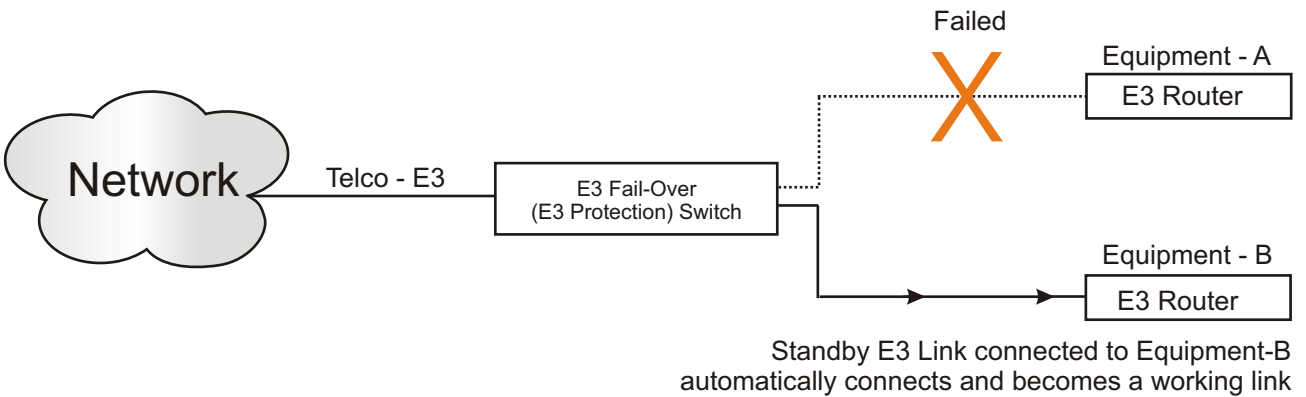 Failed
Equipment - A
E3 Router
Network
Telco - E3
E3 Fail-Over
(E3 Protection) Switch
Equipment - B
E3 Router
Standby E3 Link connected to Equipment-B
automatically connects and becomes a working link